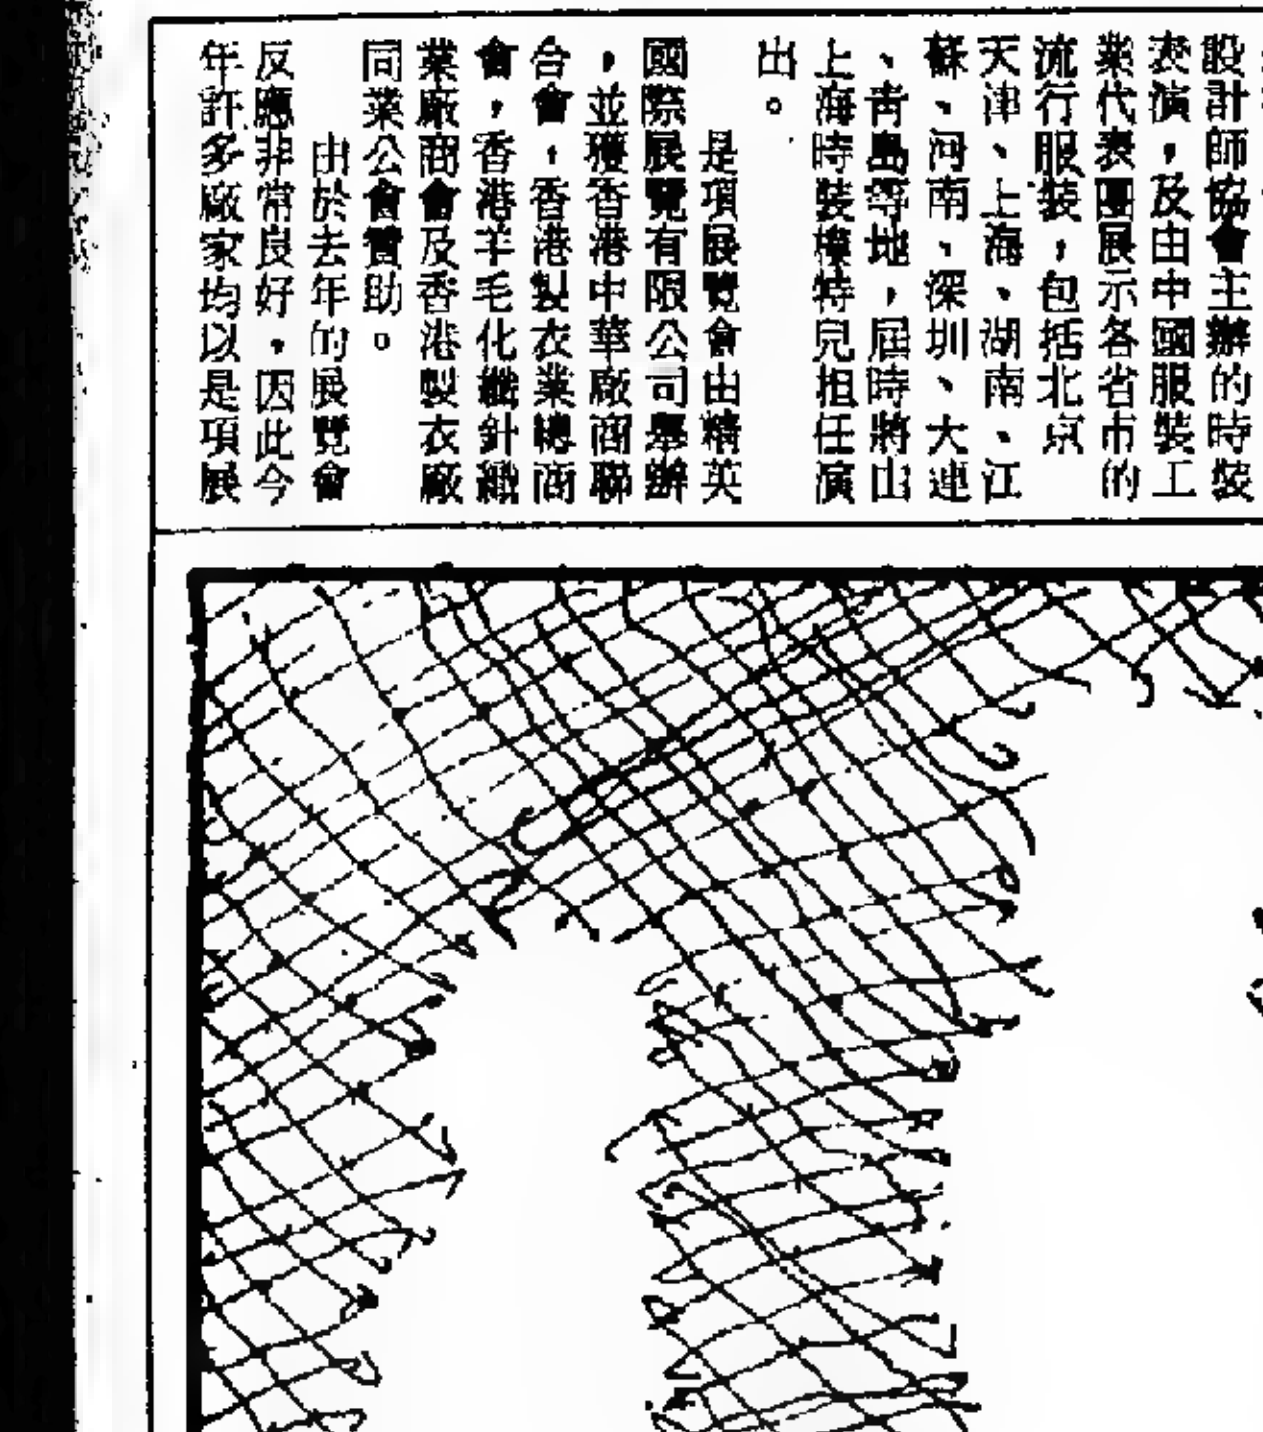 設計師協會主辦的時裝
表演，及由中國服裝工
業代表團展示各省市的
流行服裝，包括北京
天津、上海、湖南、江
蘇、河南、深圳、大連
、青島等地，屆時將由
上海時裝模特兒担任演
出。
是項展覽會由精英
國際展覽有限公司舉辦
，並獲香港中華廠商聯
合會，香港製衣業總商
會，香港羊毛化纖針織
業廠商會及香港製衣廠
同業公會贊助。
由於去年的展覽會
反應非常良好，因此今
年許多廠家均以是項展